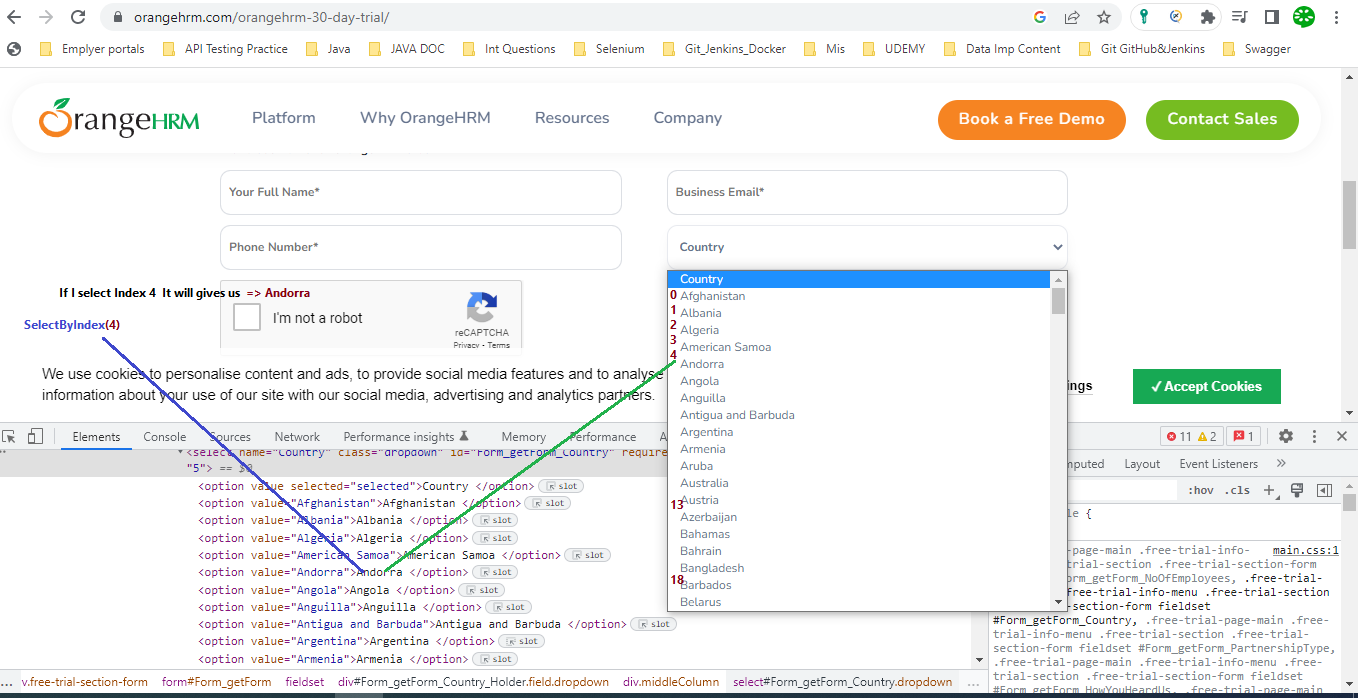 orangehrm.com/orangehrm-30-day-trial/
Emplyer portals API Testing Practice Java JAVA DOC Int Questions Selenium Git_Jenkins_Docker Mis UDEMY Data Imp Content Git GitHub&Jenkins Swagger
OrangeHRM Platform Why OrangeHRM Resources Company Book a Free Demo Contact Sales
Your Full Name* Business Email*
Phone Number* Country
If I select Index 4 It will gives us => Andorra
SelectByIndex(4)
I'm not a robot
reCAPTCHA
Privacy - Terms
Country
0 Afghanistan
1 Albania
2 Algeria
3 American Samoa
4 Andorra
Angola
Anguilla
Antigua and Barbuda
Argentina
Armenia
Aruba
Australia
13 Austria
Azerbaijan
Bahamas
Bahrain
Bangladesh
18 Barbados
Belarus
We use cookies to personalise content and ads, to provide social media features and to analyse
information about your use of our site with our social media, advertising and analytics partners.
ngs
✓Accept Cookies
Elements Console Sources Network Performance insights Memory Performance A 11 2 1
<select name="Country" class="dropdown" id="Form_getForm_Country" require
"5"> == $0
<option value selected="selected">Country </option> slot
<option value="Afghanistan">Afghanistan </option> slot
<option value="Albania">Albania </option> slot
<option value="Algeria">Algeria </option> slot
<option value="American Samoa">American Samoa </option> slot
<option value="Andorra">Andorra </option> slot
<option value="Angola">Angola </option> slot
<option value="Anguilla">Anguilla </option> slot
<option value="Antigua and Barbuda">Antigua and Barbuda </option> slot
<option value="Argentina">Argentina </option> slot
<option value="Armenia">Armenia </option> slot
mputed Layout Event Listeners »
:hov .cls +
le {
-page-main .free-trial-info- main.css:1
trial-section .free-trial-section-form
orm_getForm_NoOfEmployees, .free-trial-
.free-trial-info-menu .free-trial-section
-section-form fieldset
#Form_getForm_Country, .free-trial-page-main .free-
trial-info-menu .free-trial-section .free-trial-
section-form fieldset #Form_getForm_PartnershipType,
.free-trial-page-main .free-trial-info-menu .free-
trial-section .free-trial-section-form fieldset
#Form_getForm_HowYouHeardUs, .free-trial-page-main
... v.free-trial-section-form form#Form_getForm fieldset div#Form_getForm_Country_Holder.field.dropdown div.middleColumn select#Form_getForm_Country.dropdown ...